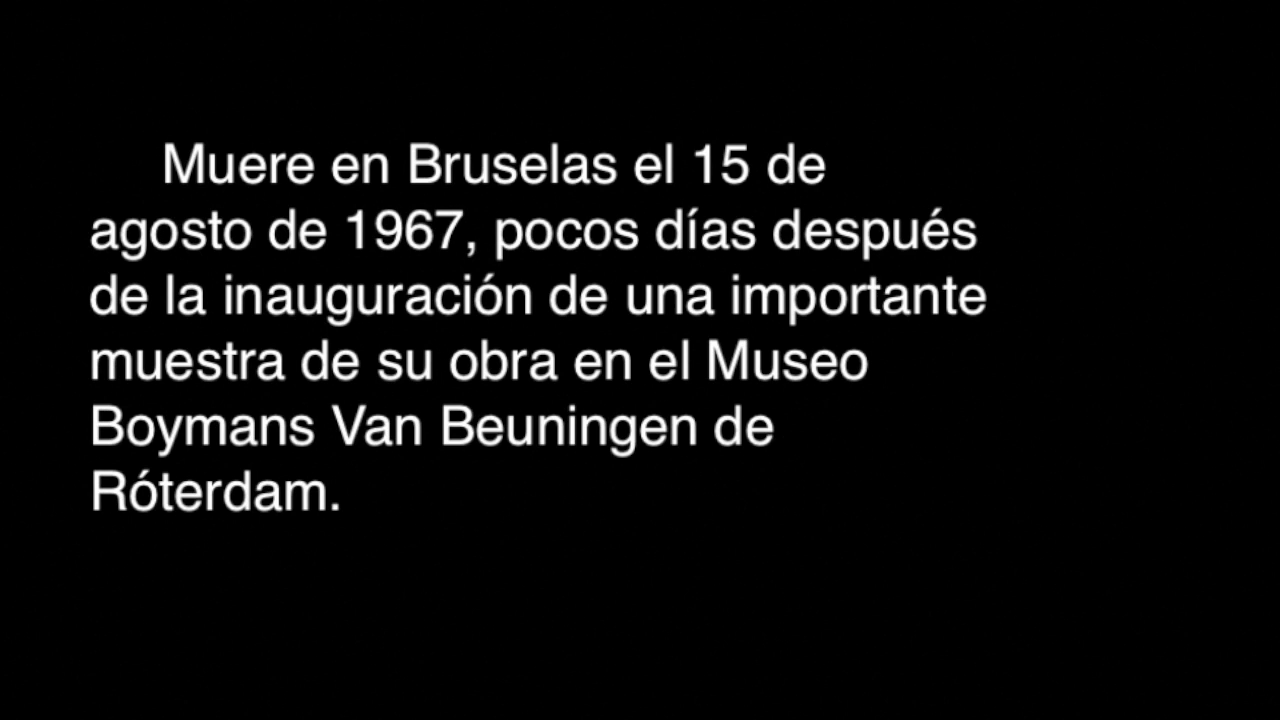 Muere en Bruselas el 15 de
agosto de 1967, pocos días después
de la inauguración de una importante
muestra de su obra en el Museo
Boymans Van Beuningen de
Róterdam.